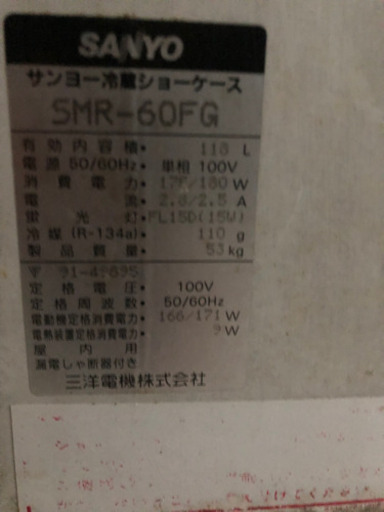 SANYO
サンヨー冷蔵ショーケース
SMR-60FG
有効内容積・ 118 L
電源 50/60Hz・ 単相 100V
消費電力・ 176/180 W
電流・ 2.8/2.5 A
蛍光灯・FL15D(15W)
冷媒(R-134a)・ 110 g
製品質量・ 53 kg
〒 91-
定格電圧・ 100V
定格周波数・ 50/60Hz
電動機定格消費電力・ 166/171 W
電熱装置定格消費電力・ 9 W
屋内用
漏電しゃ断器付き
三洋電機株式会社